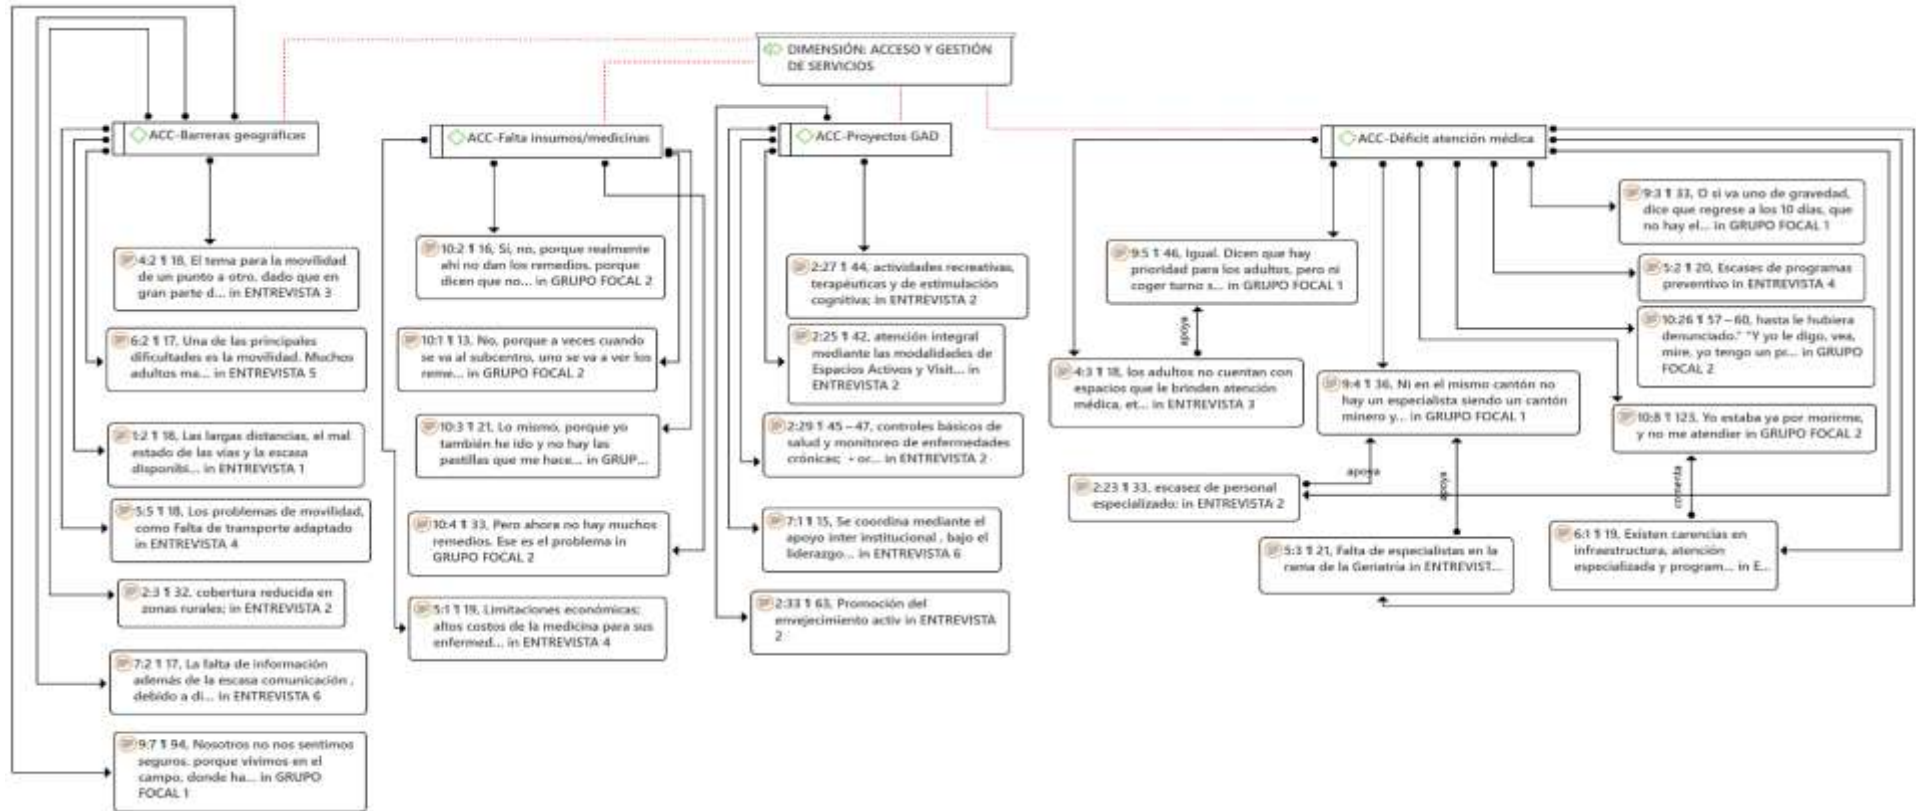 DIMENSIÓN: ACCESO Y GESTIÓN
DE SERVICIOS
ACC-Barreras geográficas
4:2 ¶ 18, El tema para la movilidad
de un punto a otro, dado que en
gran parte d... in ENTREVISTA 3
6:2 ¶ 17, Una de las principales
dificultades es la movilidad. Muchos
adultos ma... in ENTREVISTA 5
1:2 ¶ 16, Las largas distancias, el mal
estado de las vías y la escasa
disponibi... in ENTREVISTA 1
5:5 ¶ 18, Los problemas de movilidad,
como Falta de transporte adaptado
in ENTREVISTA 4
2:3 ¶ 32, cobertura reducida en
zonas rurales; in ENTREVISTA 2
7:2 ¶ 17, La falta de información
además de la escasa comunicación ,
debido a di... in ENTREVISTA 6
9:7 ¶ 94, Nosotros no nos sentimos
seguros, porque vivimos en el
campo, donde ha... in GRUPO
FOCAL 1
ACC-Falta insumos/medicinas
10:2 ¶ 16, Sí, no, porque realmente
ahi no dan los remedios, porque
dicen que no... in GRUPO FOCAL 2
10:1 ¶ 13, No, porque a veces cuando
se va al subcentro, uno se va a ver los
reme... in GRUPO FOCAL 2
10:3 ¶ 21, Lo mismo, porque yo
también he ido y no hay las
pastillas que me hace... in GRUP...
10:4 ¶ 33, Pero ahora no hay muchos
remedios. Ese es el problema in
GRUPO FOCAL 2
5:1 ¶ 19, Limitaciones económicas;
altos costos de la medicina para sus
enfermed... in ENTREVISTA 4
ACC-Proyectos GAD
2:27 ¶ 44, actividades recreativas,
terapéuticas y de estimulación
cognitiva; in ENTREVISTA 2
2:25 ¶ 42, atención integral
mediante las modalidades de
Espacios Activos y Visit... in
ENTREVISTA 2
2:29 ¶ 45 – 47, controles básicos de
salud y monitoreo de enfermedades
crónicas; - or... in ENTREVISTA 2
7:1 ¶ 15, Se coordina mediante el
apoyo inter institucional , bajo el
liderazgo... in ENTREVISTA 6
2:33 ¶ 63, Promoción del
envejecimiento activ in ENTREVISTA
2
ACC-Déficit atención médica
9:3 ¶ 33, O si va uno de gravedad,
dice que regrese a los 10 días, que
no hay el... in GRUPO FOCAL 1
9:5 ¶ 46, Igual. Dicen que hay
prioridad para los adultos, pero ni
coger turno s... in GRUPO FOCAL 1
5:2 ¶ 20, Escases de programas
preventivo in ENTREVISTA 4
10:26 ¶ 57 – 60, hasta le hubiera
denunciado." "Y yo le digo, vea,
mire, yo tengo un pr... in GRUPO
FOCAL 2
apoya
4:3 ¶ 18, los adultos no cuentan con
espacios que le brinden atención
médica, et... in ENTREVISTA 3
9:4 ¶ 36, Ni en el mismo cantón no
hay un especialista siendo un cantón
minero y... in GRUPO FOCAL 1
10:8 ¶ 123, Yo estaba ya por morirme,
y no me atendier in GRUPO FOCAL 2
apoya
apoya
comenta
2:23 ¶ 33, escasez de personal
especializado; in ENTREVISTA 2
5:3 ¶ 21, Falta de especialistas en la
rama de la Geriatría in ENTREVIST...
6:1 ¶ 19, Existen carencias en
infraestructura, atención
especializada y program... in E...